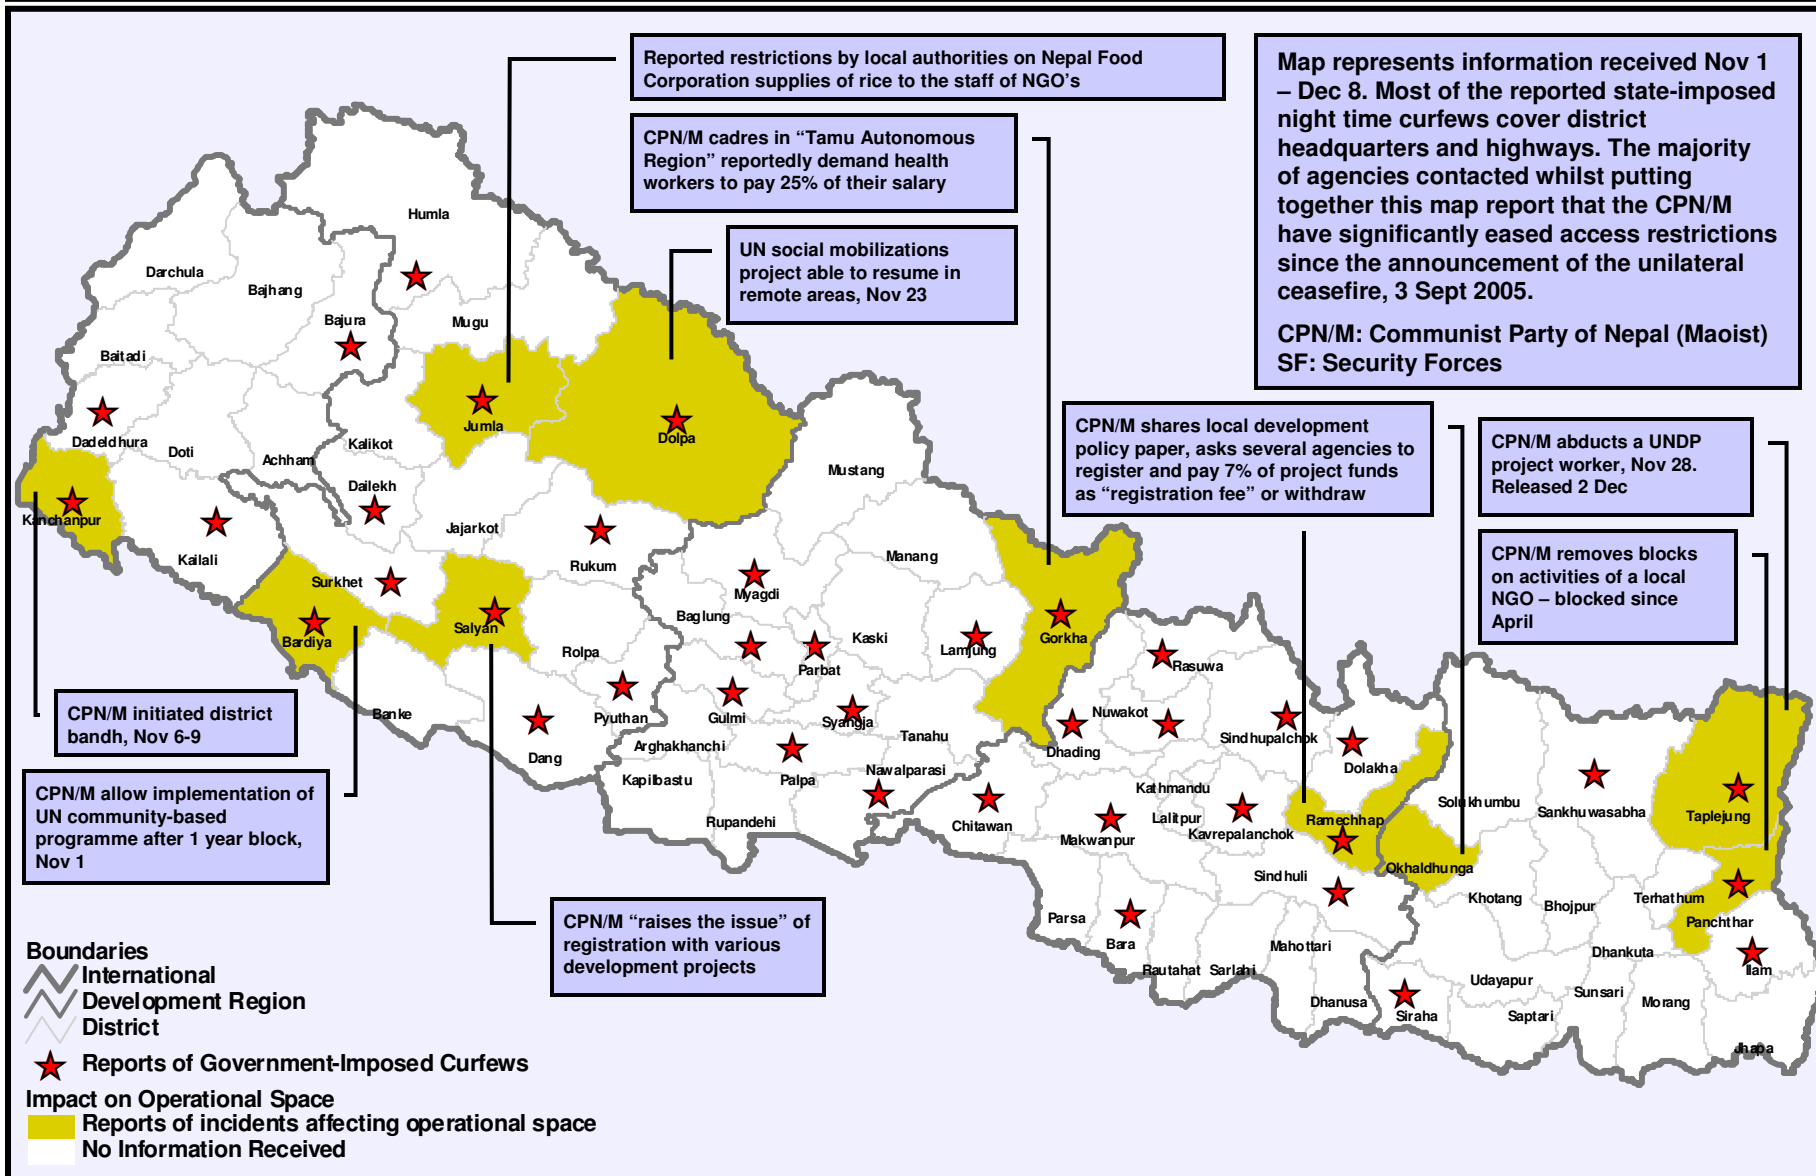 Reported restrictions by local authorities on Nepal Food
Corporation supplies of rice to the staff of NGO's
CPN/M cadres in “Tamu Autonomous
Region” reportedly demand health
workers to pay 25% of their salary
UN social mobilizations
project able to resume in
remote areas, Nov 23
Map represents information received Nov 1
– Dec 8. Most of the reported state-imposed
night time curfews cover district
headquarters and highways. The majority
of agencies contacted whilst putting
together this map report that the CPN/M
have significantly eased access restrictions
since the announcement of the unilateral
ceasefire, 3 Sept 2005.
CPN/M: Communist Party of Nepal (Maoist)
SF: Security Forces
CPN/M shares local development
policy paper, asks several agencies to
register and pay 7% of project funds
as “registration fee” or withdraw
CPN/M abducts a UNDP
project worker, Nov 28.
Released 2 Dec
CPN/M removes blocks
on activities of a local
NGO – blocked since
April
Humla
Darchula
Bajhang
Bajura
Mugu
Baitadi
Jumla
Dolpa
Dadeldhura
Doti
Achham
Kalikot
Mustang
Dailekh
Kanchanpur
Jajarkot
Kailali
Rukum
Manang
Surkhet
Myagdi
Baglung
Bardiya
Salyan
Kaski
Lamjung
Gorkha
Rolpa
Parbat
Rasuwa
Banke
Pyuthan
Gulmi
Syangja
Nuwakot
Sindhupalchok
Tanahu
Arghakhanchi
Dang
Dhading
Dolakha
Kapilbastu
Palpa
Nawalparasi
Kathmandu
Solukhumbu
Sankhuwasabha
Taplejung
Rupandehi
Chitawan
Makwanpur
Lalitpur
Kavrepalanchok
Ramechhap
Okhaldhunga
Sindhuli
Khotang
Bhojpur
Terhathum
Panchthar
Parsa
Bara
Mahottari
Dhankuta
Rautahat
Sarlahi
Udayapur
Ilam
Dhanusa
Siraha
Saptari
Sunsari
Morang
Jhapa
CPN/M initiated district
bandh, Nov 6-9
CPN/M allow implementation of
UN community-based
programme after 1 year block,
Nov 1
CPN/M “raises the issue” of
registration with various
development projects
Boundaries
International
Development Region
District
Reports of Government-Imposed Curfews
Impact on Operational Space
Reports of incidents affecting operational space
No Information Received